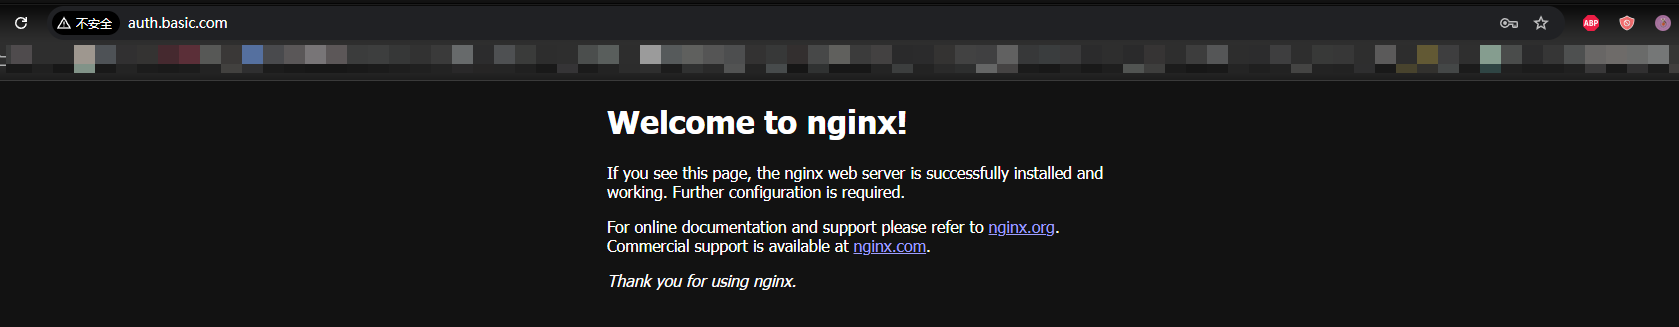 不安全 auth.basic.com
ABP
Welcome to nginx!
If you see this page, the nginx web server is successfully installed and
working. Further configuration is required.
For online documentation and support please refer to nginx.org.
Commercial support is available at nginx.com.
Thank you for using nginx.